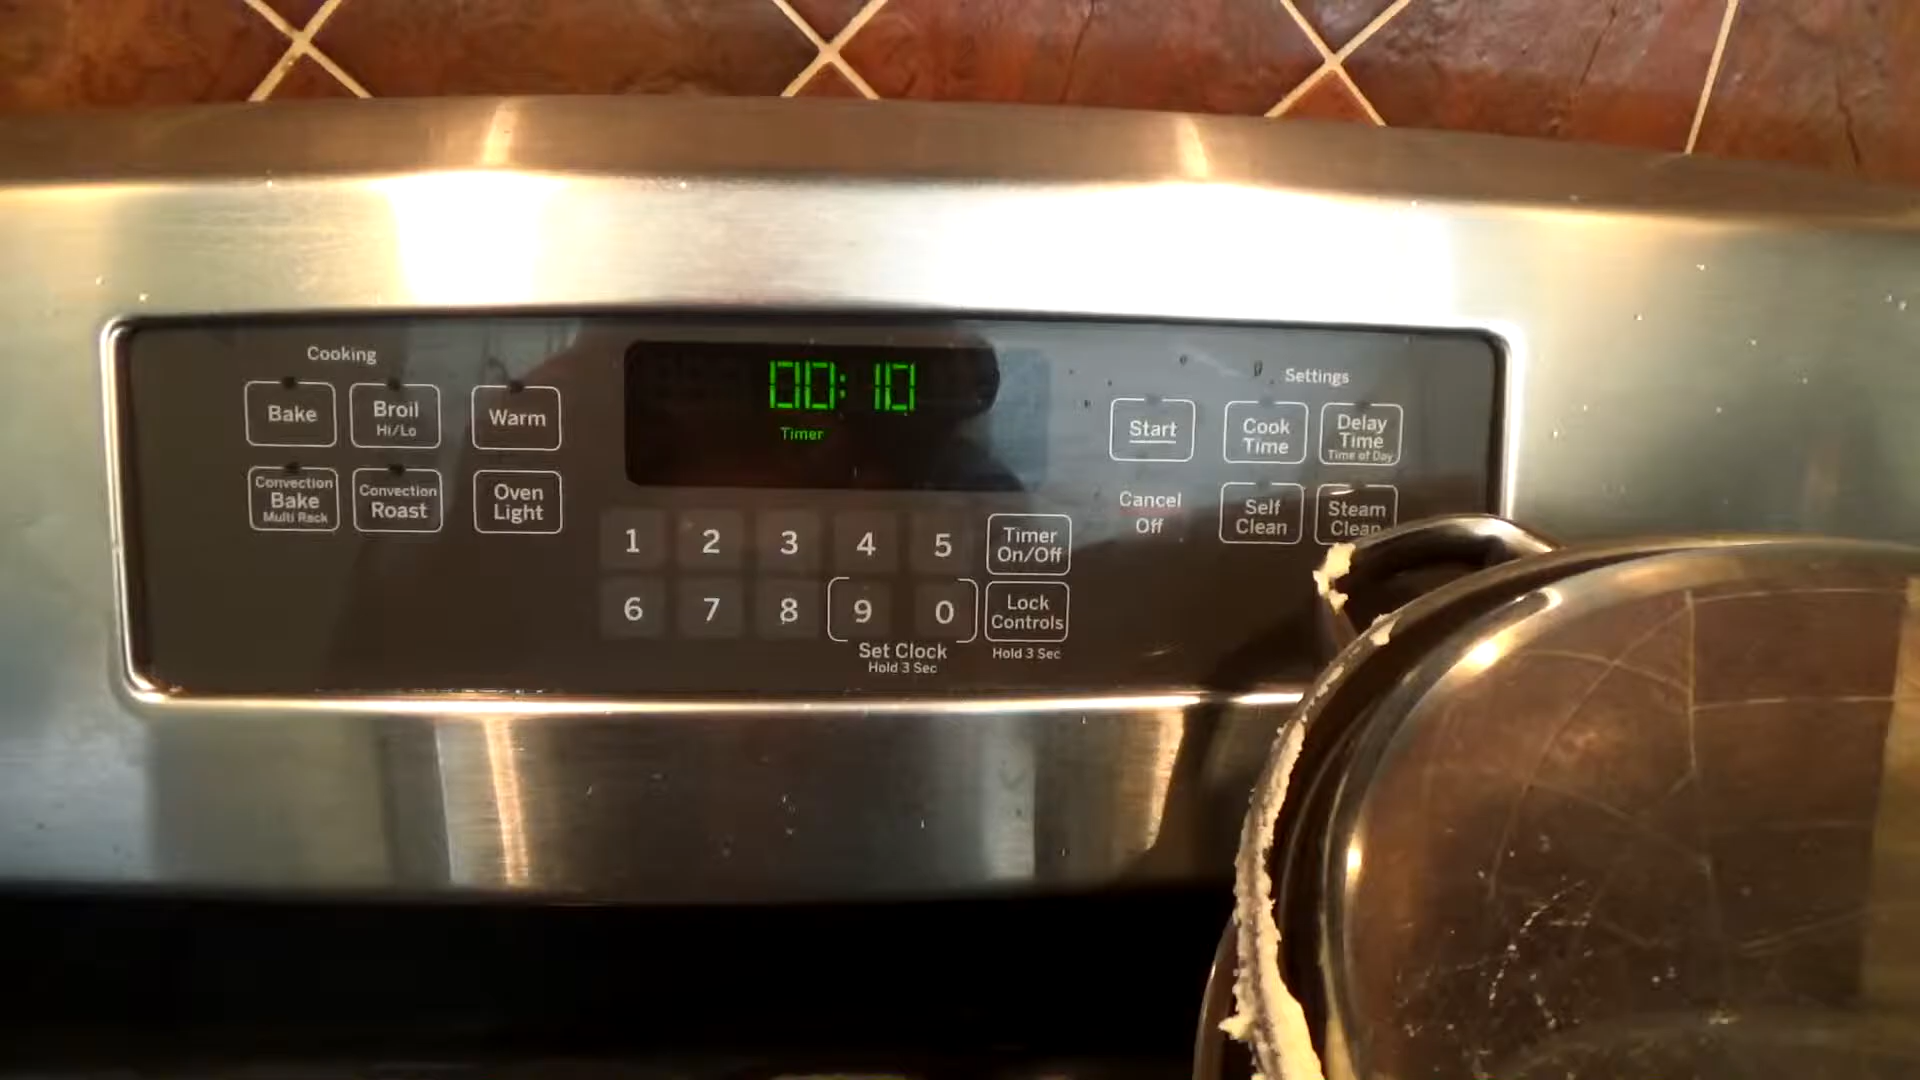 Cooking
Bake
Broil
Hi/Lo
Warm
Convection
Bake
Multi Rack
Convection
Roast
Oven
Light
00:10
Timer
1 2 3 4 5
6 7 8 9 0
Timer
On/Off
Lock
Controls
Hold 3 Sec
Set Clock
Hold 3 Sec
Start
Cancel
Off
Settings
Cook
Time
Delay
Time
Time of Day
Self
Clean
Steam
Clean